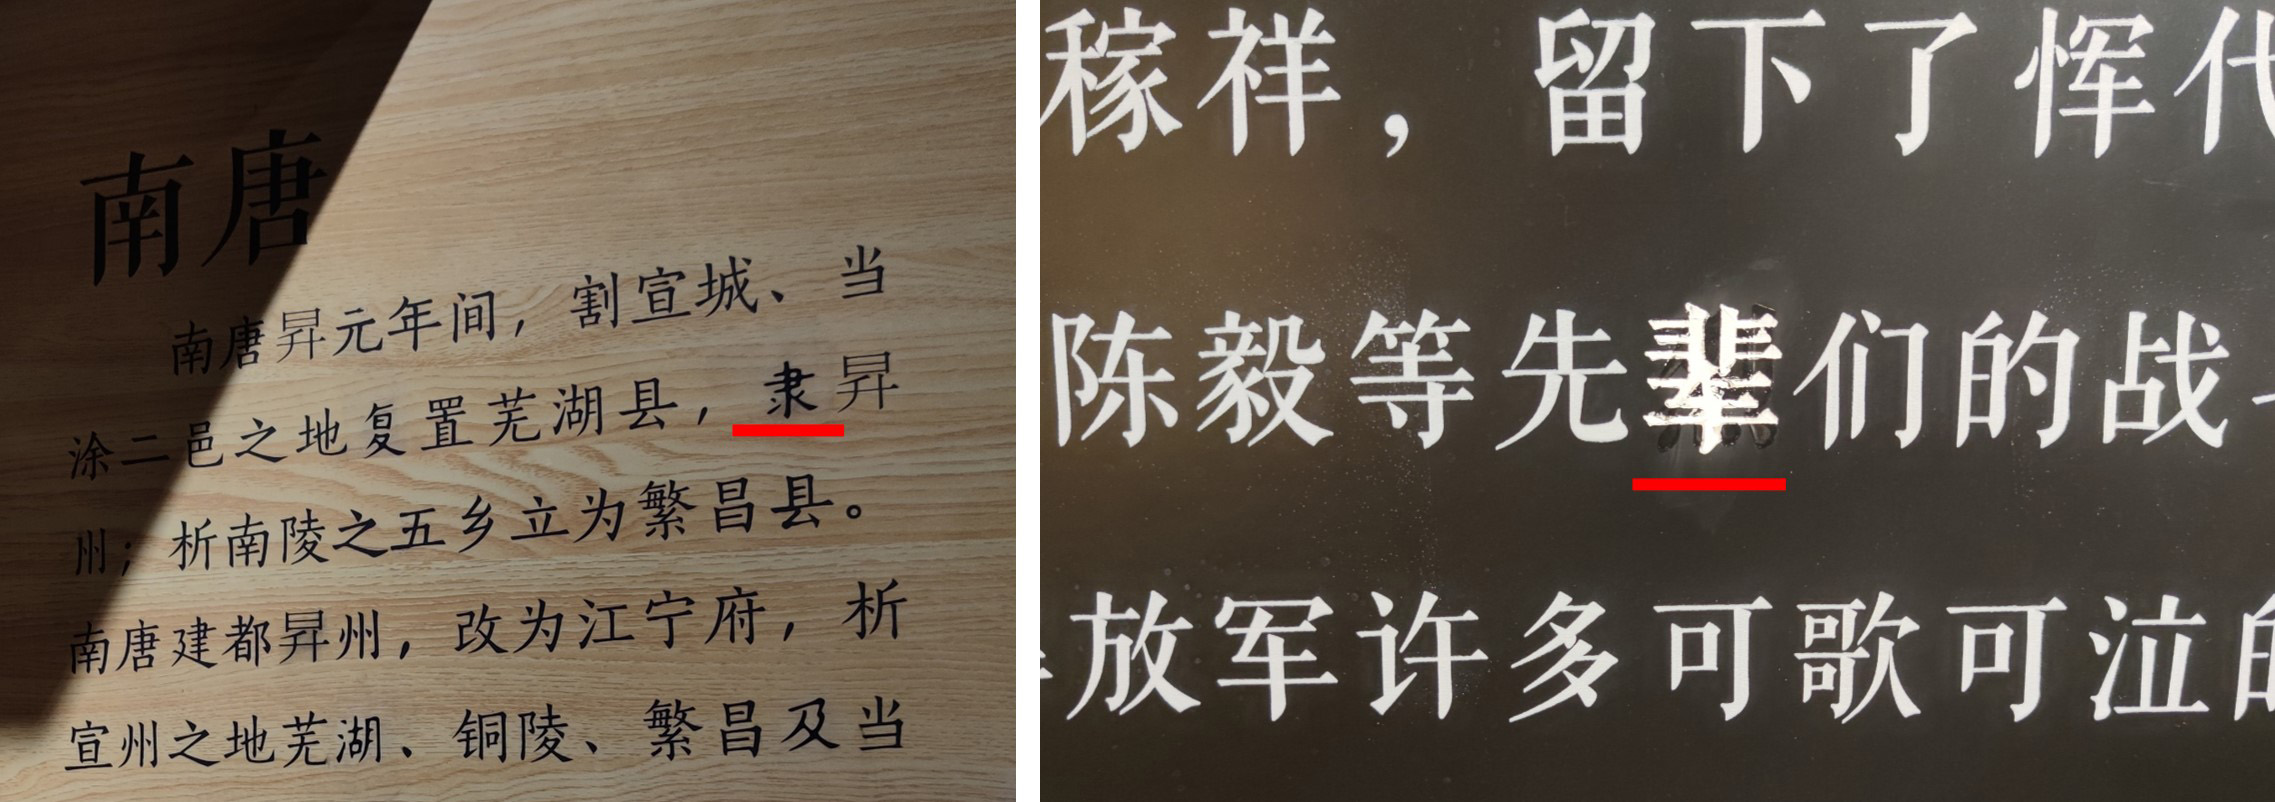 南唐
南唐昇元年间，割宣城、当
涂二邑之地复置芜湖县，隶昇
州；析南陵之五乡立为繁昌县。
南唐建都昇州，改为江宁府，析
宣州之地芜湖、铜陵、繁昌及当
稼祥，留下了恽代
陈毅等先辈们的战
放军许多可歌可泣的